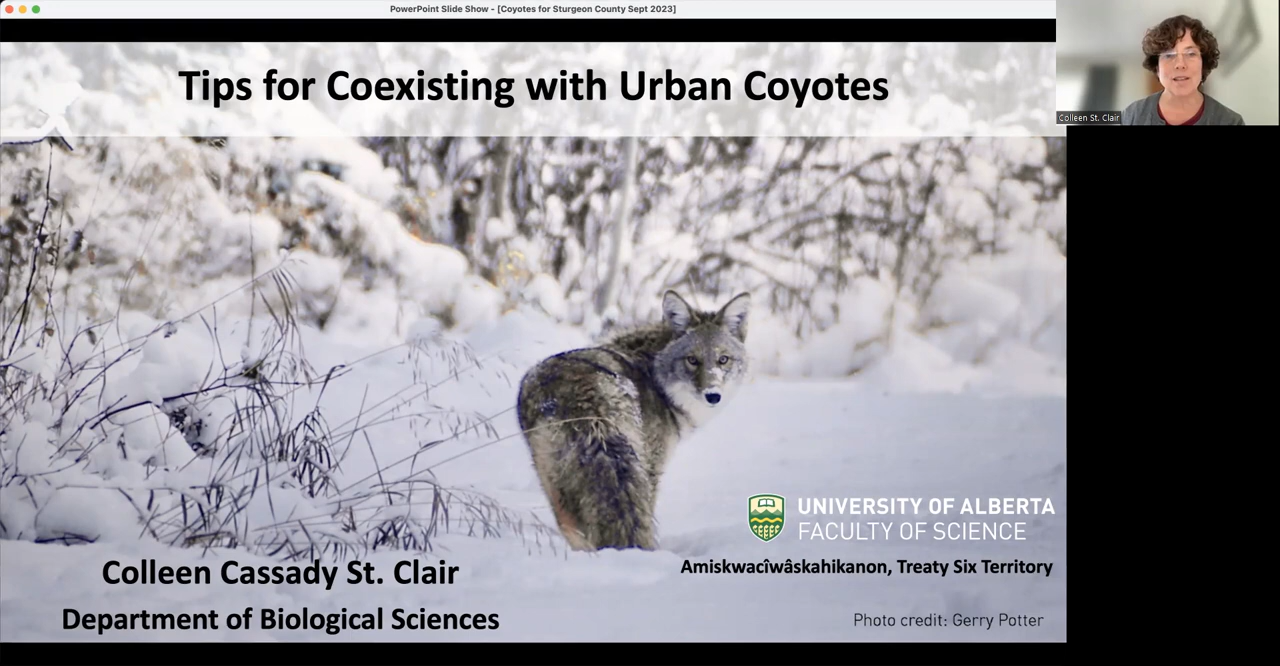 PowerPoint Slide Show - [Coyotes for Sturgeon County Sept 2023]
Tips for Coexisting with Urban Coyotes
Colleen St. Clair
UNIVERSITY OF ALBERTA
FACULTY OF SCIENCE
Amiskwacîwâskahikanon, Treaty Six Territory
Colleen Cassady St. Clair
Department of Biological Sciences
Photo credit: Gerry Potter